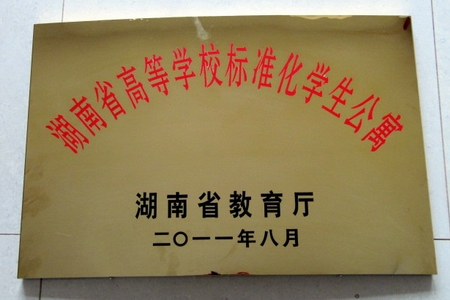 湖南省高等学校标准化学生公寓
湖南省教育厅
二〇一一年八月